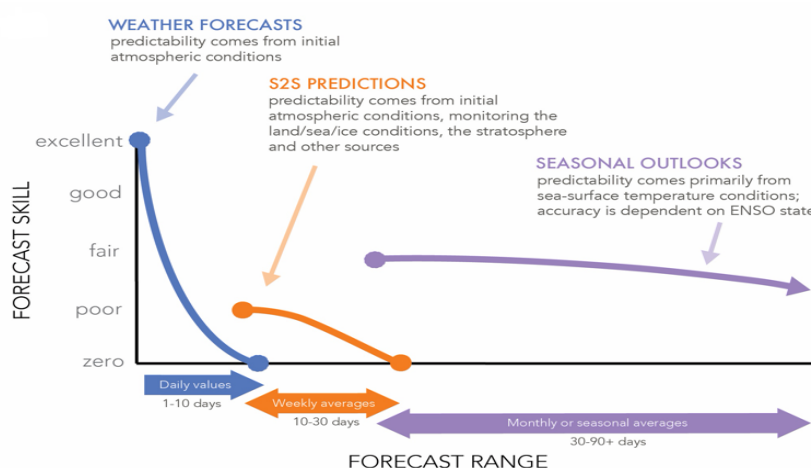 WEATHER FORECASTS
predictability comes from initial
atmospheric conditions
S2S PREDICTIONS
predictability comes from initial
atmospheric conditions, monitoring the
land/sea/ice conditions, the stratosphere
and other sources
SEASONAL OUTLOOKS
predictability comes primarily from
sea-surface temperature conditions;
accuracy is dependent on ENSO state
FORECAST SKILL
excellent
good
fair
poor
zero
Daily values
1-10 days
Weekly averages
10-30 days
Monthly or seasonal averages
30-90+ days
FORECAST RANGE